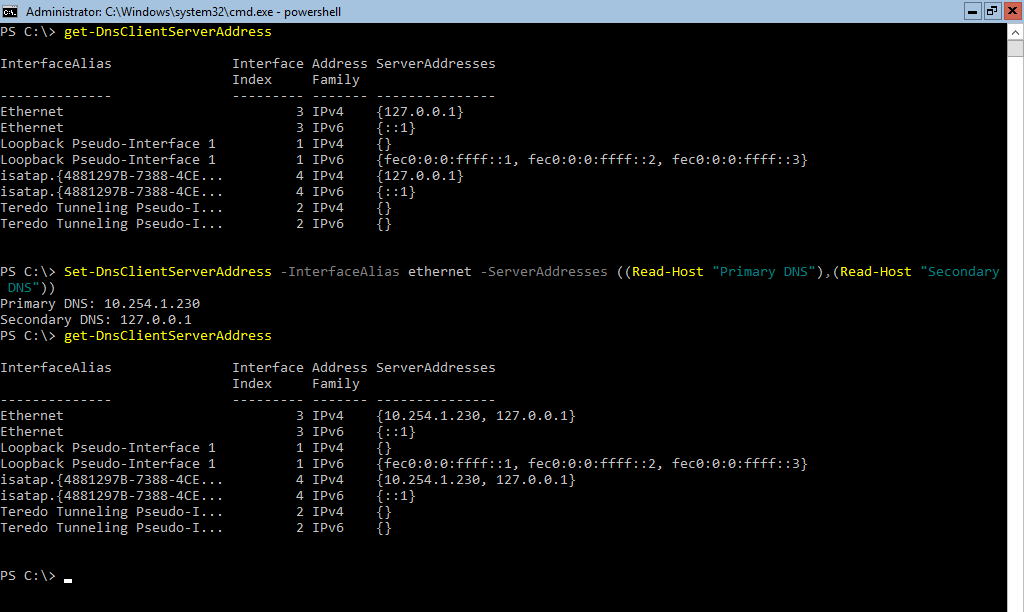 Administrator: C:\Windows\system32\cmd.exe - powershell
PS C:\> get-DnsClientServerAddress
InterfaceAlias               Interface Address ServerAddresses
                             Index     Family
--------------               --------- ------- ---------------
Ethernet                             3 IPv4    {127.0.0.1}
Ethernet                             3 IPv6    {::1}
Loopback Pseudo-Interface 1          1 IPv4    {}
Loopback Pseudo-Interface 1          1 IPv6    {fec0:0:0:ffff::1, fec0:0:0:ffff::2, fec0:0:0:ffff::3}
isatap.{4881297B-7388-4CE...         4 IPv4    {127.0.0.1}
isatap.{4881297B-7388-4CE...         4 IPv6    {::1}
Teredo Tunneling Pseudo-I...         2 IPv4    {}
Teredo Tunneling Pseudo-I...         2 IPv6    {}
PS C:\> Set-DnsClientServerAddress -InterfaceAlias ethernet -ServerAddresses ((Read-Host "Primary DNS"),(Read-Host "Secondary
 DNS"))
Primary DNS: 10.254.1.230
Secondary DNS: 127.0.0.1
PS C:\> get-DnsClientServerAddress
InterfaceAlias               Interface Address ServerAddresses
                             Index     Family
--------------               --------- ------- ---------------
Ethernet                             3 IPv4    {10.254.1.230, 127.0.0.1}
Ethernet                             3 IPv6    {::1}
Loopback Pseudo-Interface 1          1 IPv4    {}
Loopback Pseudo-Interface 1          1 IPv6    {fec0:0:0:ffff::1, fec0:0:0:ffff::2, fec0:0:0:ffff::3}
isatap.{4881297B-7388-4CE...         4 IPv4    {10.254.1.230, 127.0.0.1}
isatap.{4881297B-7388-4CE...         4 IPv6    {::1}
Teredo Tunneling Pseudo-I...         2 IPv4    {}
Teredo Tunneling Pseudo-I...         2 IPv6    {}
PS C:\>